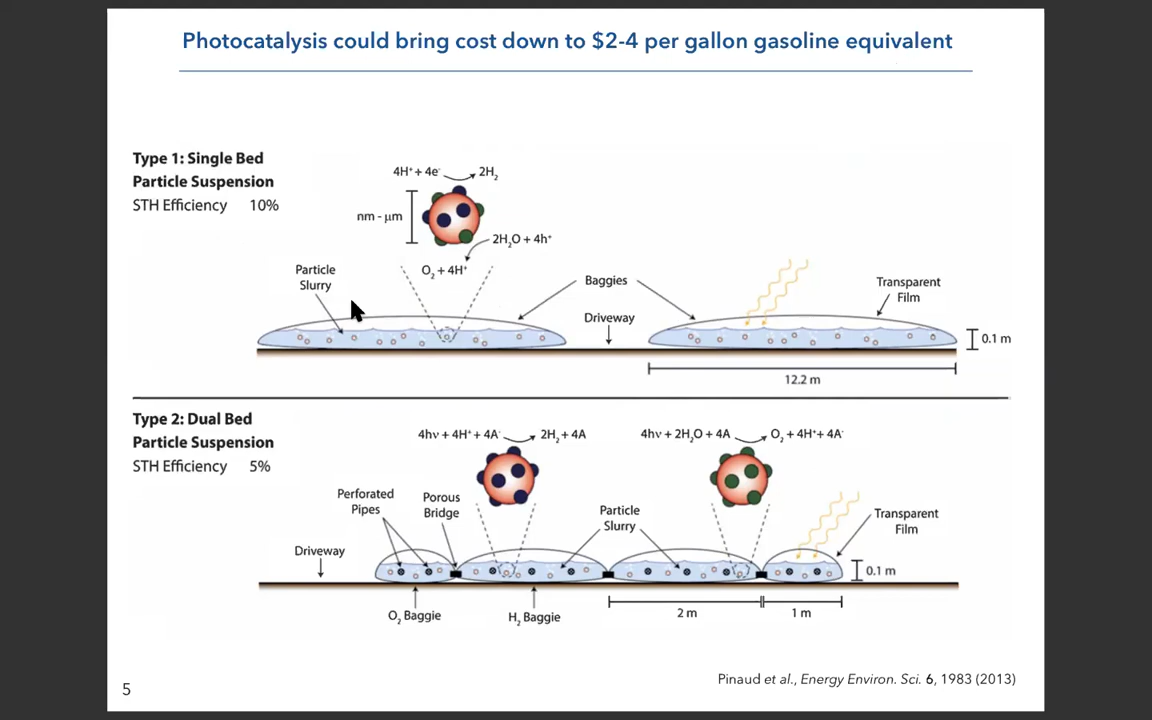 Photocatalysis could bring cost down to $2-4 per gallon gasoline equivalent
Type 1: Single Bed
Particle Suspension
STH Efficiency 10%
4H⁺ + 4e⁻ 2H₂
nm - μm
2H₂O + 4h⁺
O₂ + 4H⁺
Particle
Slurry
Baggies
Driveway
Transparent
Film
0.1 m
12.2 m
Type 2: Dual Bed
Particle Suspension
STH Efficiency 5%
4hν + 4H⁺ + 4A⁻ 2H₂ + 4A
4hν + 2H₂O + 4A O₂ + 4H⁺ + 4A⁻
Perforated
Pipes
Porous
Bridge
Particle
Slurry
Transparent
Film
Driveway
0.1 m
O₂ Baggie
H₂ Baggie
2 m
1 m
Pinaud et al., Energy Environ. Sci. 6, 1983 (2013)
5